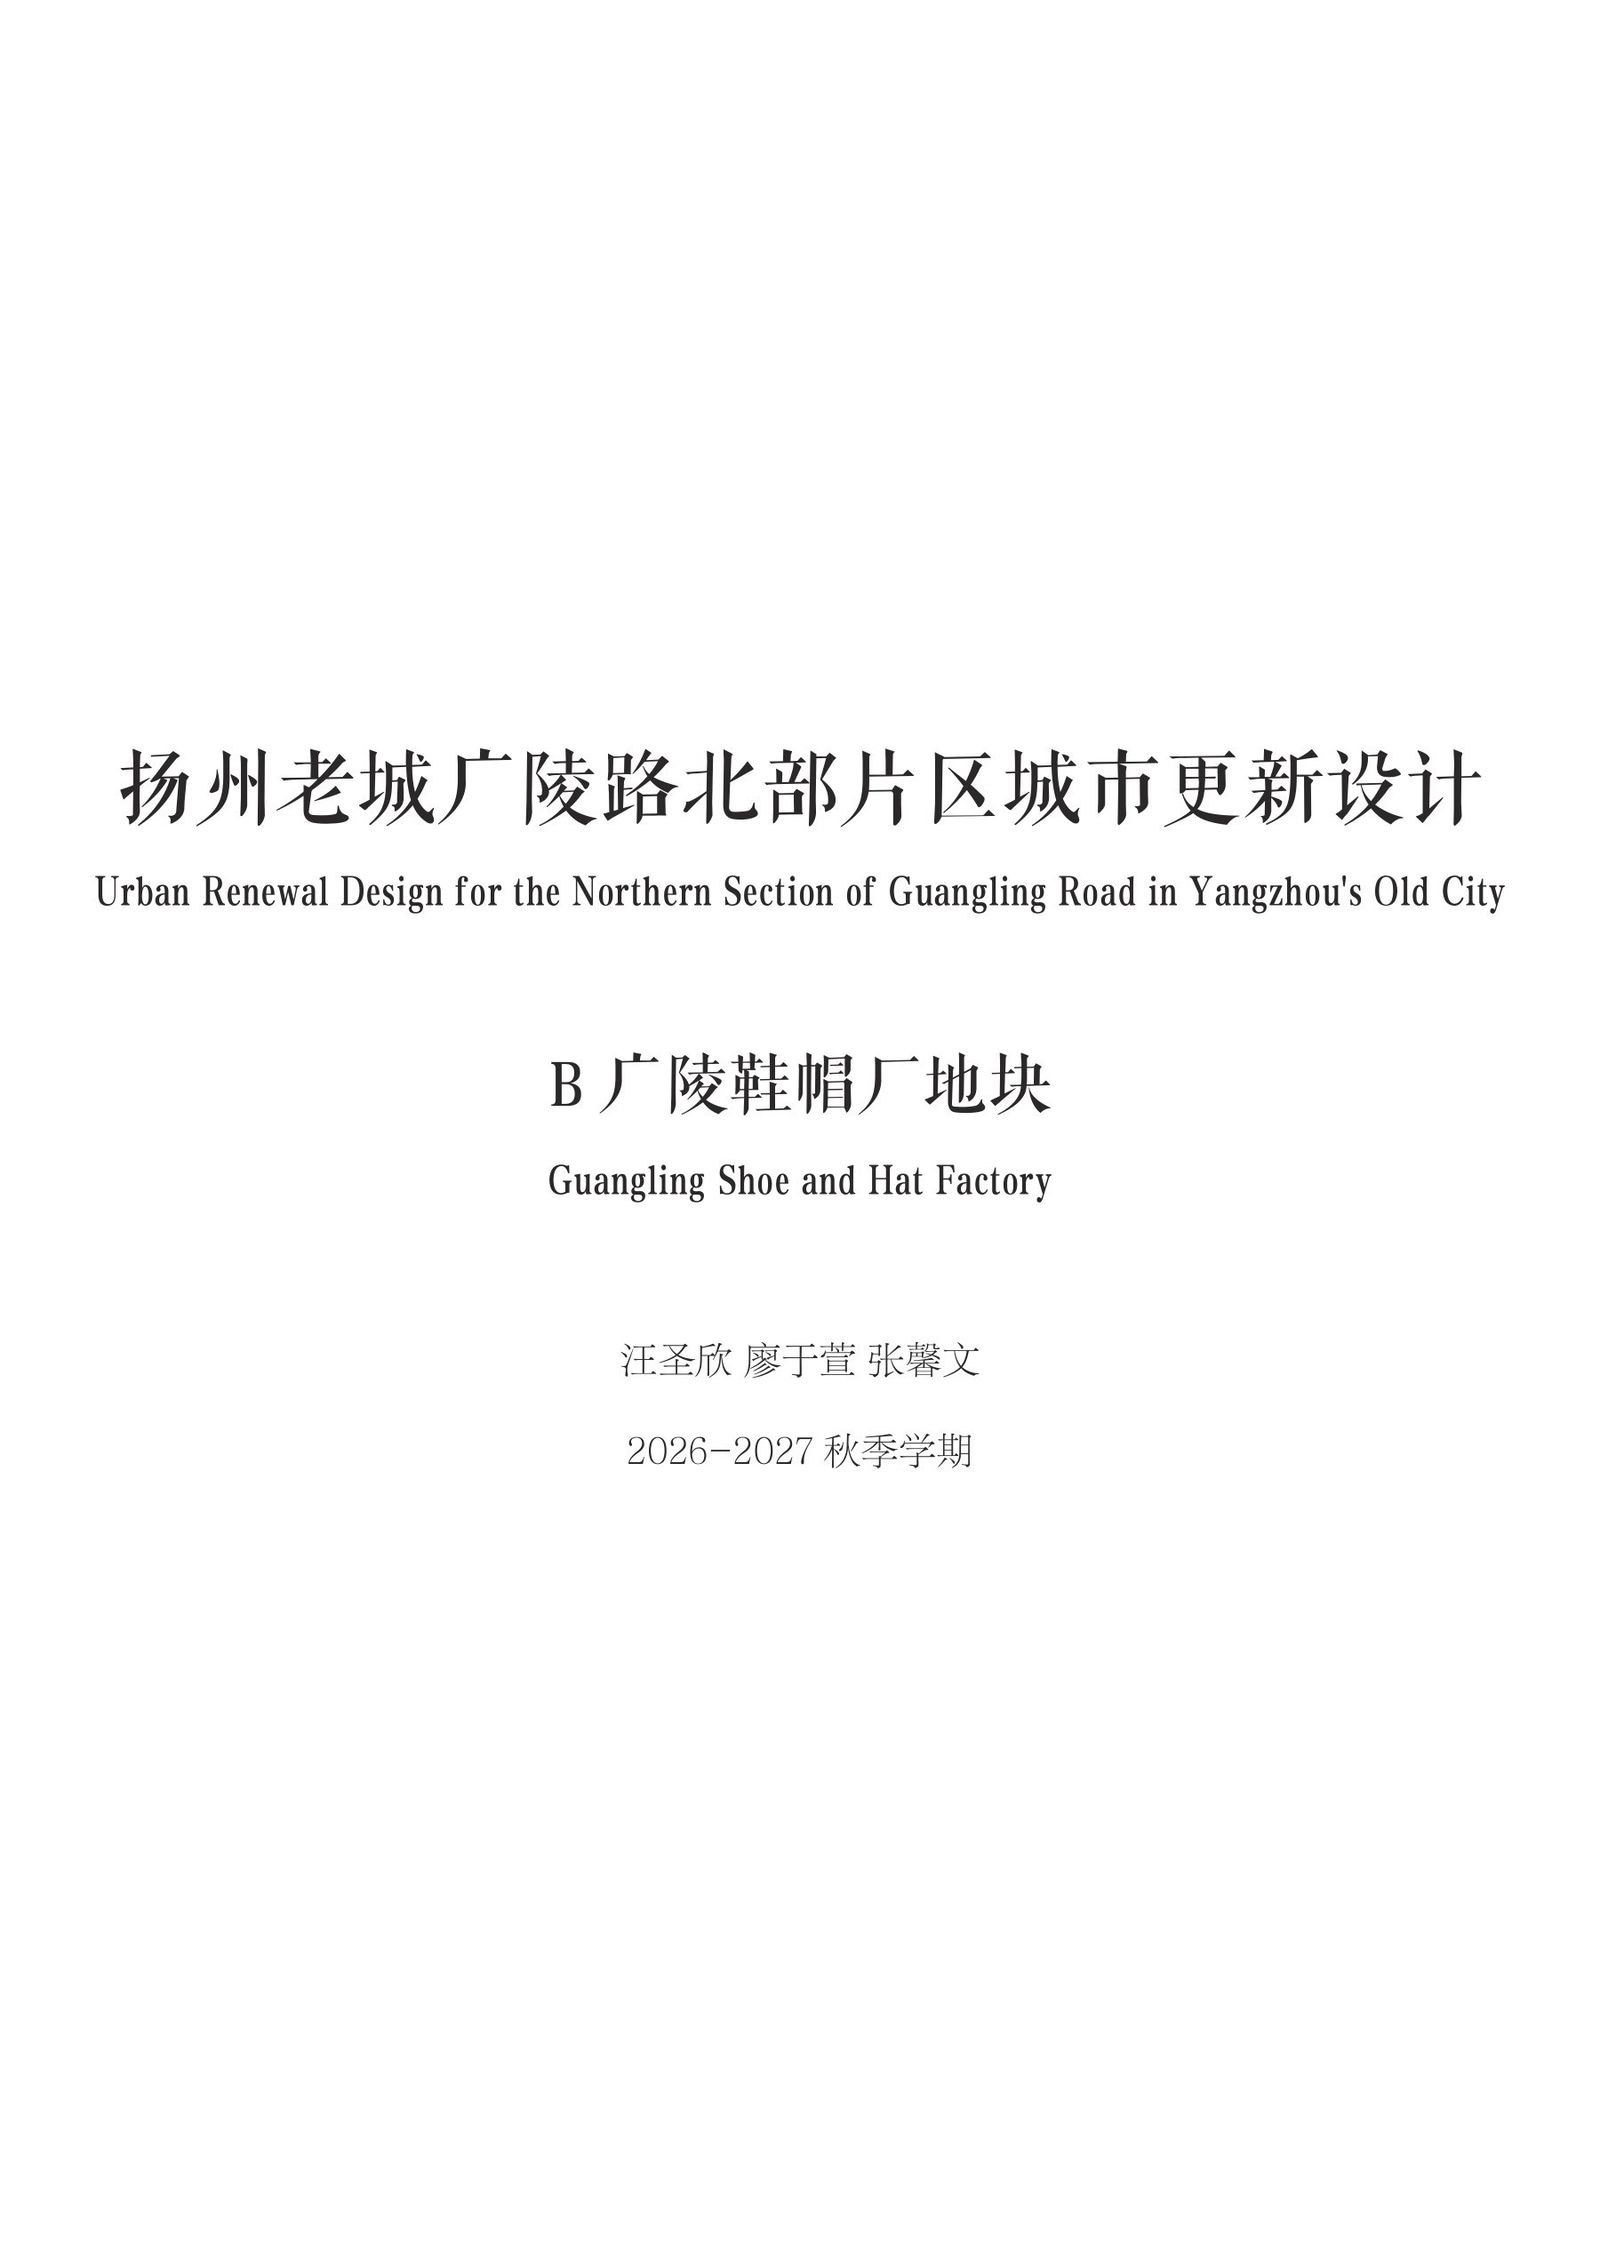 扬州老城广陵路北部片区城市更新设计
Urban Renewal Design for the Northern Section of Guangling Road in Yangzhou's Old City
B 广陵鞋帽厂地块
Guangling Shoe and Hat Factory
汪圣欣 廖于萱 张馨文
2026-2027 秋季学期